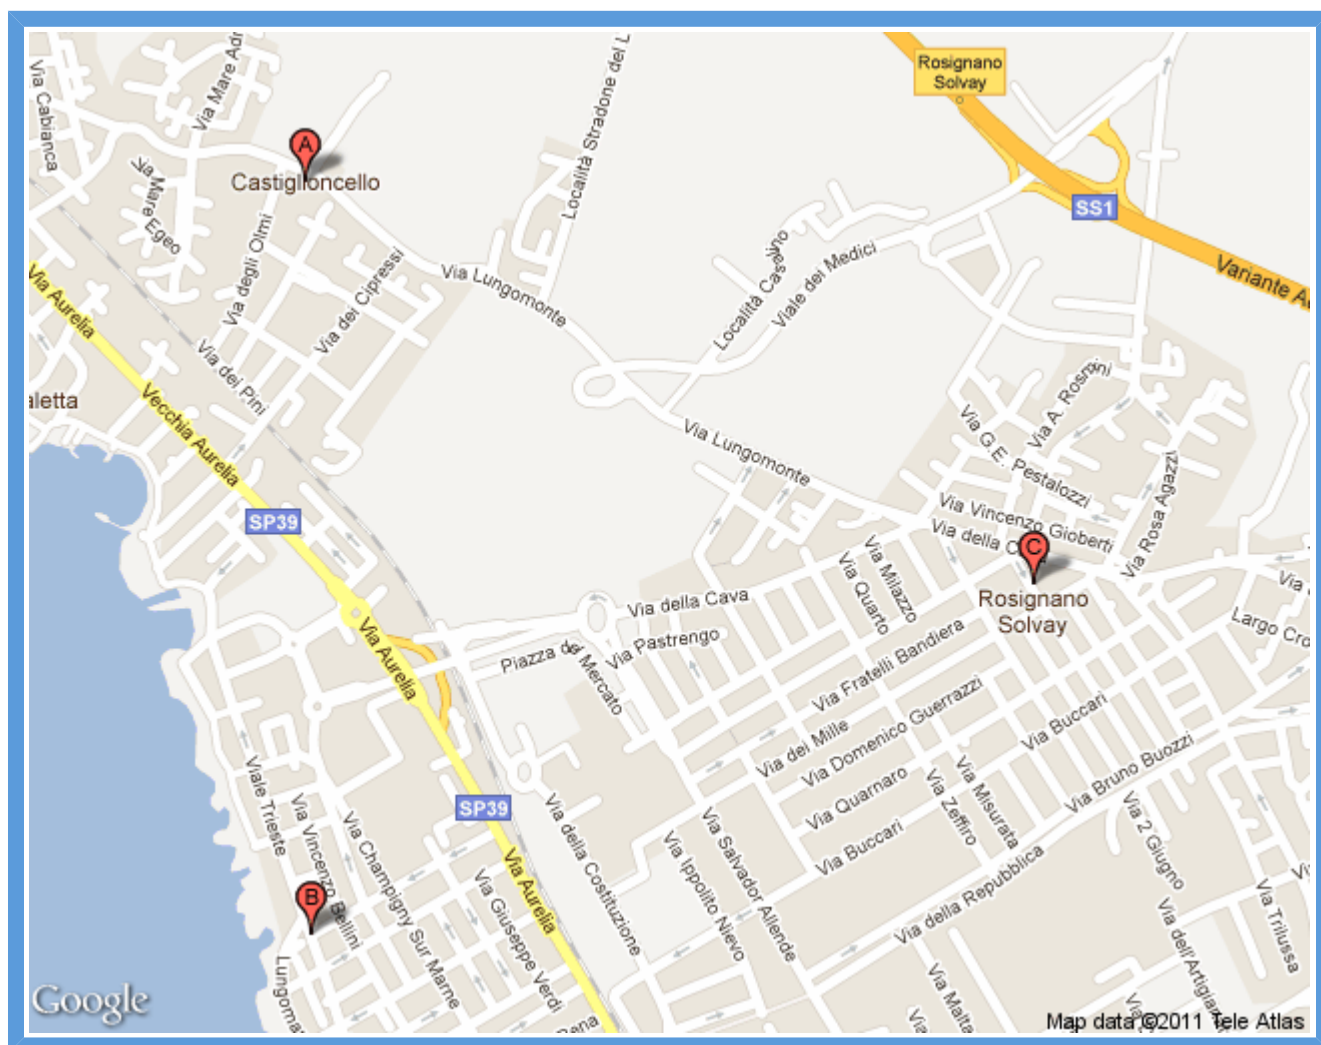 Via Cabianca
Via Mare Adr
Località Stradone del L
Rosignano
Solvay
A
Castiglioncello
Via Mare Egeo
SS1
Variante A
Via degli Olmi
Via dei Cipressi
Via Lungomonte
Località Casino
Viale dei Medici
Via Aurelia
Via dei Pini
Vecchia Aurelia
aletta
Via A. Rosmini
Via G.E. Pestalozzi
Via Lungomonte
Via Rosa Agazzi
SP39
Via Vincenzo Gioberti
Via della C
C
Via Milazzo
Via Quarto
Rosignano
Solvay
Via della Cava
Via Pastrengo
Piazza del Mercato
Via Aurelia
Largo Cro
Via Fratelli Bandiera
Via dei Mille
Via Domenico Guerrazzi
Via Buccari
Via Quarnaro
Via Bruno Buozzi
Via Zeffiro
Via Misurata
Via Buccari
SP39
Viale Trieste
Via Vincenzo Bellini
Via Champigny Sur Marne
Via Giuseppe Verdi
Via Aurelia
Via della Costituzione
Via Ippolito Nievo
Via Salvador Allende
Via della Repubblica
Via 2 Giugno
Via dell'Artigian
Via Trilussa
B
Lungoma
Via Malta
Google
Map data ©2011 Tele Atlas